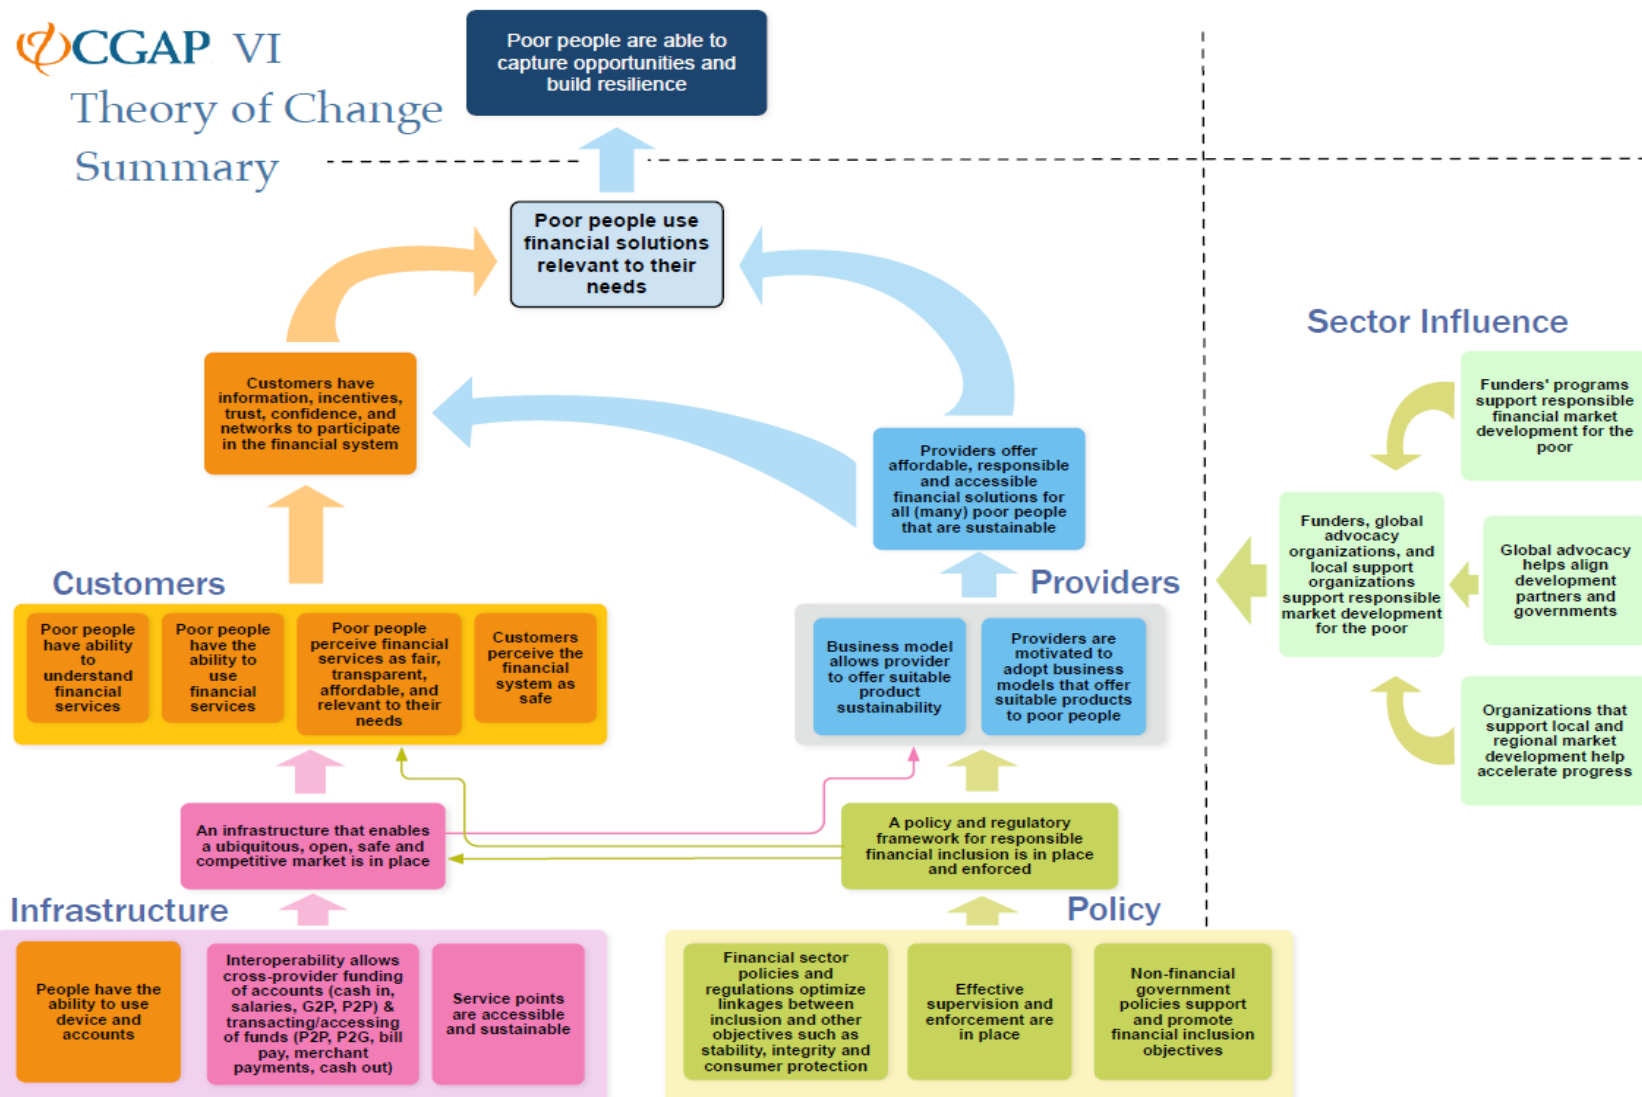 CGAP VI
Theory of Change
Summary
Poor people are able to
capture opportunities and
build resilience
Poor people use
financial solutions
relevant to their
needs
Customers have
information, incentives,
trust, confidence, and
networks to participate
in the financial system
Providers offer
affordable, responsible
and accessible
financial solutions for
all (many) poor people
that are sustainable
Customers
Poor people
have ability
to
understand
financial
services
Poor people
have the
ability to
use
financial
services
Poor people
perceive financial
services as fair,
transparent,
affordable, and
relevant to their
needs
Customers
perceive the
financial
system as
safe
Providers
Business model
allows provider
to offer suitable
product
sustainability
Providers are
motivated to
adopt business
models that offer
suitable products
to poor people
An infrastructure that enables
a ubiquitous, open, safe and
competitive market is in place
A policy and regulatory
framework for responsible
financial inclusion is in place
and enforced
Infrastructure
People have the
ability to use
device and
accounts
Interoperability allows
cross-provider funding
of accounts (cash in,
salaries, G2P, P2P) &
transacting/accessing
of funds (P2P, P2G, bill
pay, merchant
payments, cash out)
Service points
are accessible
and sustainable
Policy
Financial sector
policies and
regulations optimize
linkages between
inclusion and other
objectives such as
stability, integrity and
consumer protection
Effective
supervision and
enforcement are
in place
Non-financial
government
policies support
and promote
financial inclusion
objectives
Sector Influence
Funders' programs
support responsible
financial market
development for the
poor
Funders, global
advocacy
organizations, and
local support
organizations
support responsible
market development
for the poor
Global advocacy
helps align
development
partners and
governments
Organizations that
support local and
regional market
development help
accelerate progress